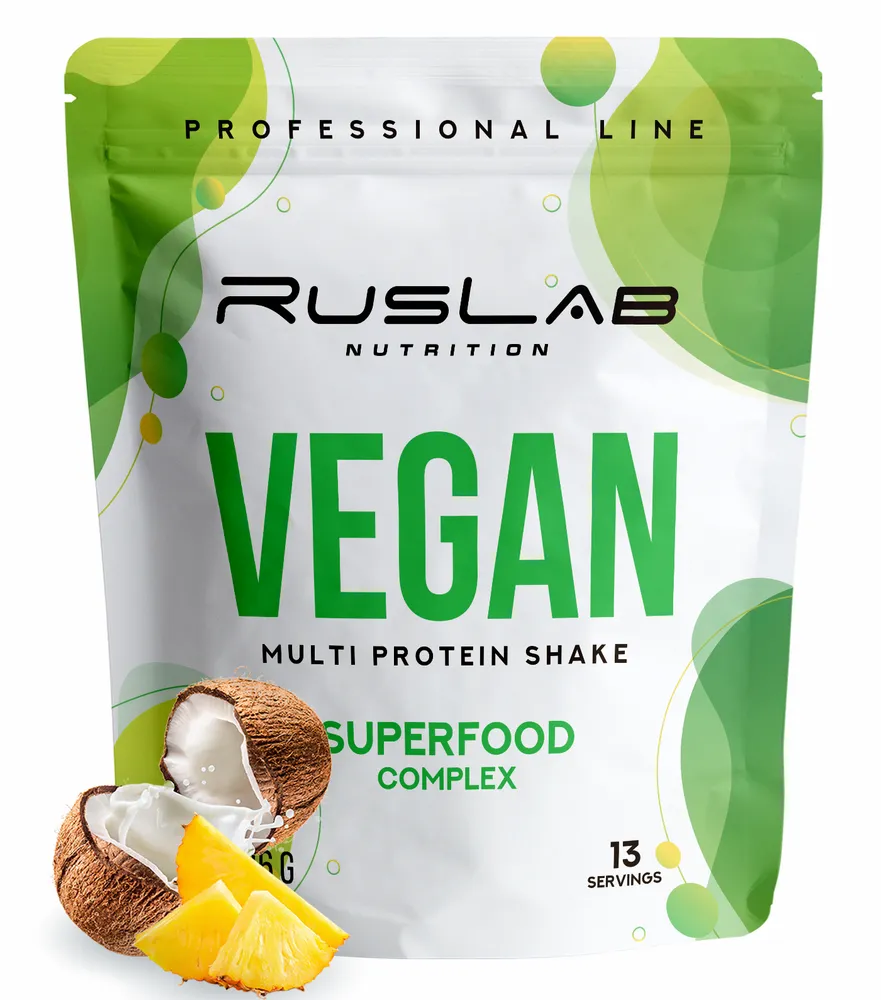 PROFESSIONAL LINE
RUSLAB
NUTRITION
VEGAN
MULTI PROTEIN SHAKE
SUPERFOOD
COMPLEX
G
13
SERVINGS